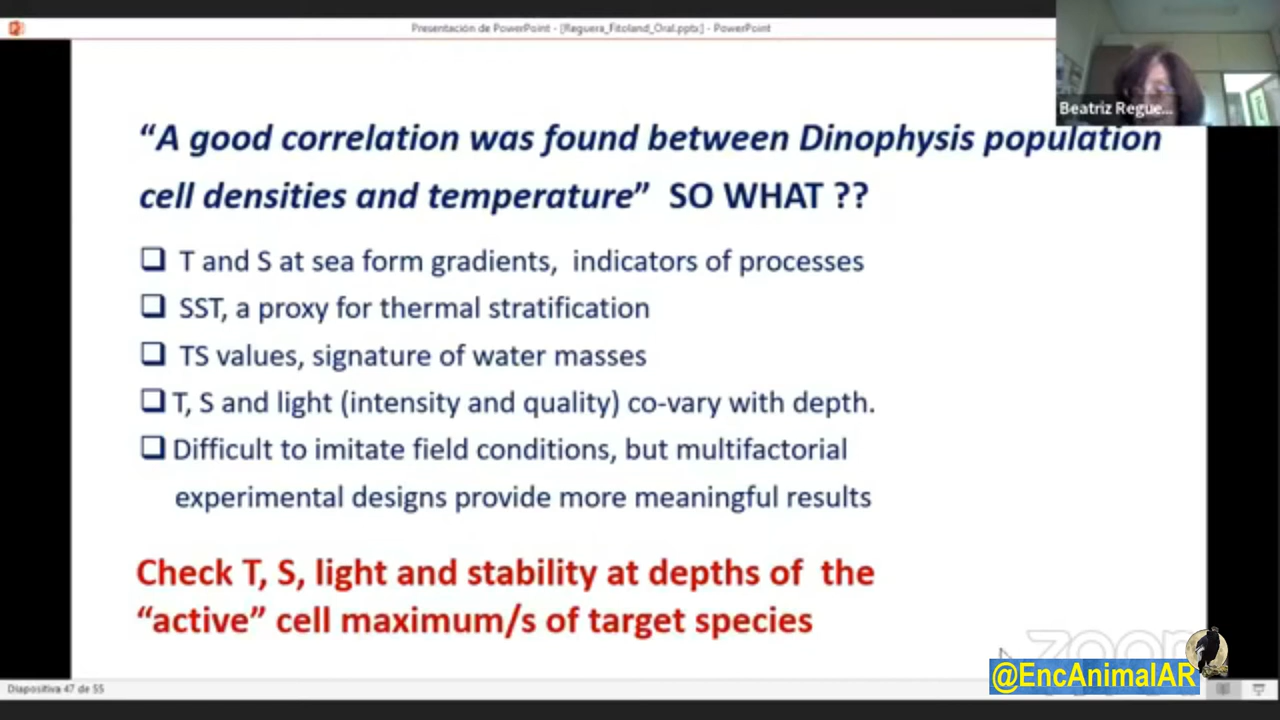 Presentación de PowerPoint - [Reguera_Fitoland_Oral.pptx] - PowerPoint
Beatriz Regue...
“A good correlation was found between Dinophysis population
cell densities and temperature” SO WHAT ??
T and S at sea form gradients, indicators of processes
SST, a proxy for thermal stratification
TS values, signature of water masses
T, S and light (intensity and quality) co-vary with depth.
Difficult to imitate field conditions, but multifactorial
experimental designs provide more meaningful results
Check T, S, light and stability at depths of the
“active” cell maximum/s of target species
zoom
@EncAnimalAR
Diapositiva 47 de 55